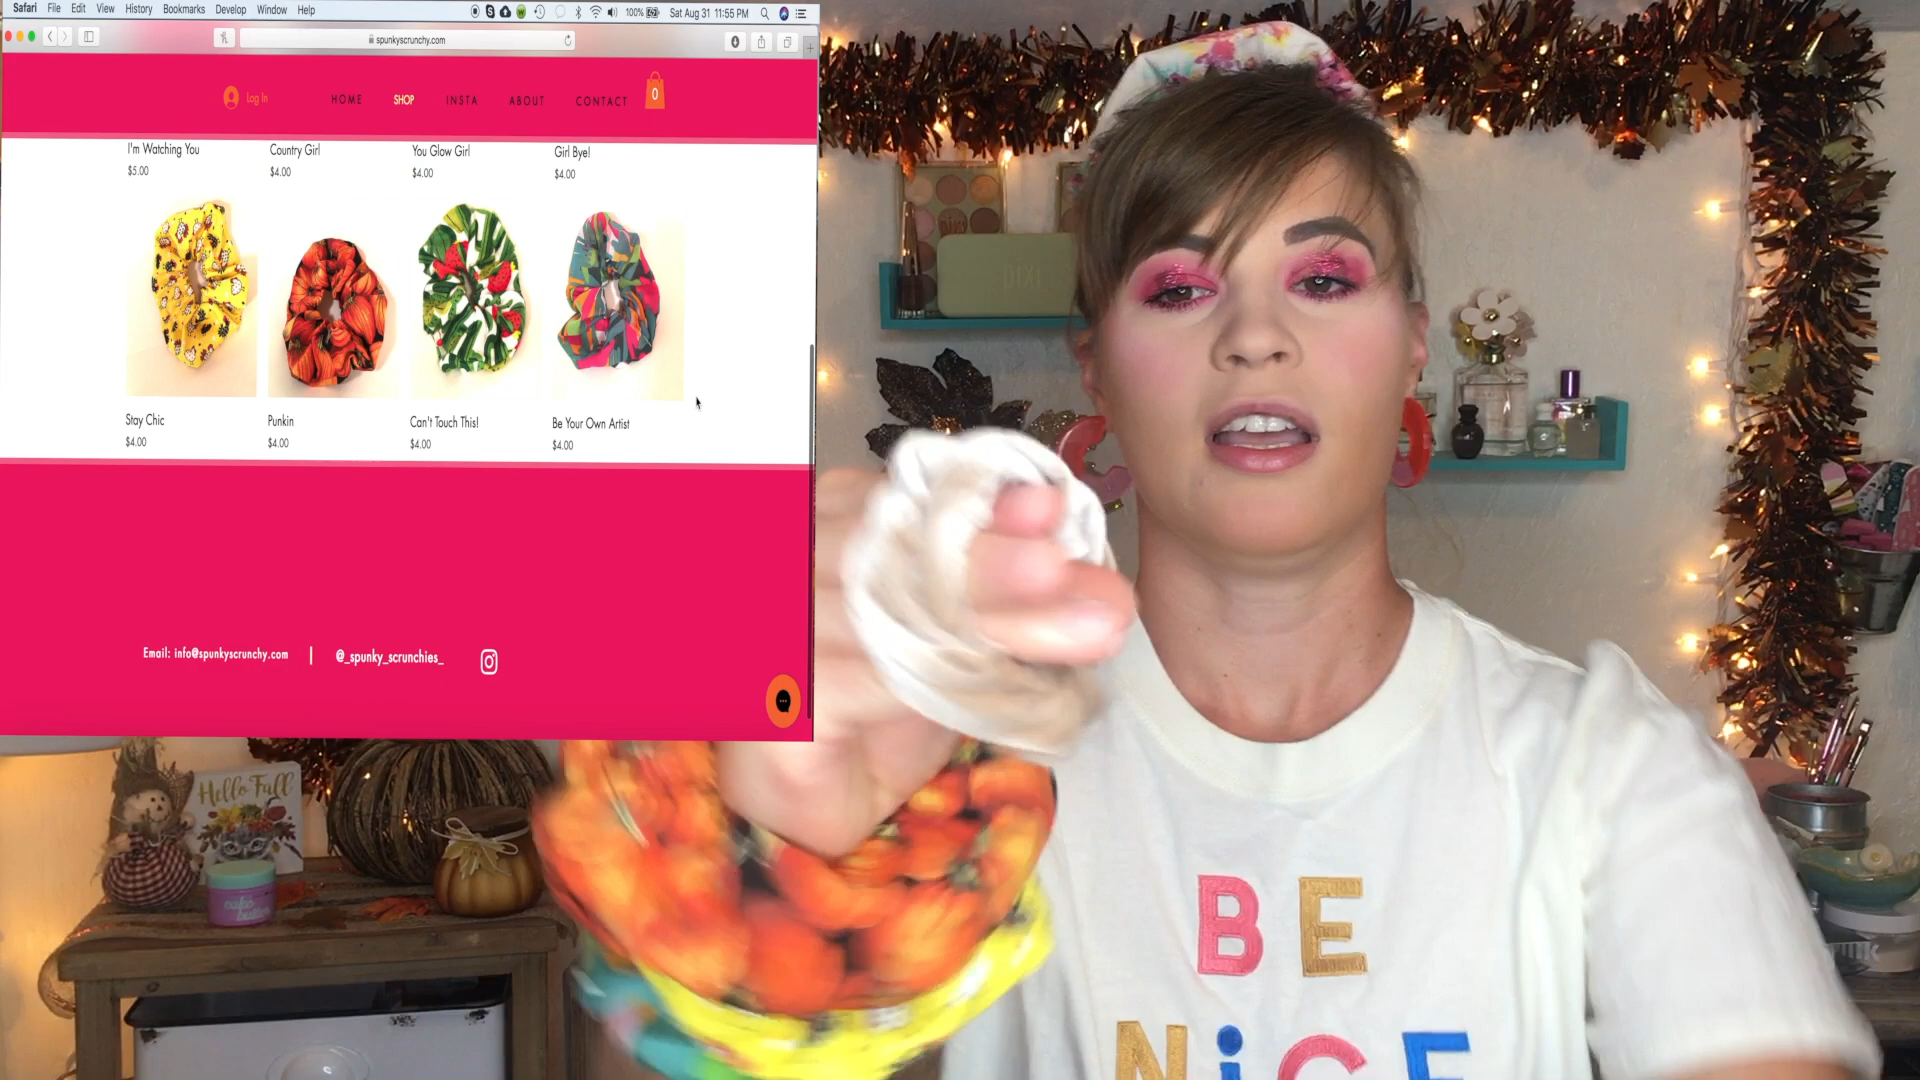 Safari File Edit View History Bookmarks Develop Window Help 100% Sat Aug 31 11:55 PM
spunkyscrunchy.com
Log In HOME SHOP INSTA ABOUT CONTACT 0
I'm Watching You Country Girl You Glow Girl Girl Bye!
$5.00 $4.00 $4.00 $4.00
Stay Chic Punkin Can't Touch This! Be Your Own Artist
$4.00 $4.00 $4.00 $4.00
Email: info@spunkyscrunchy.com | @_spunky_scrunchies_
pixi
Hello Fall
cake
BE
NiCE